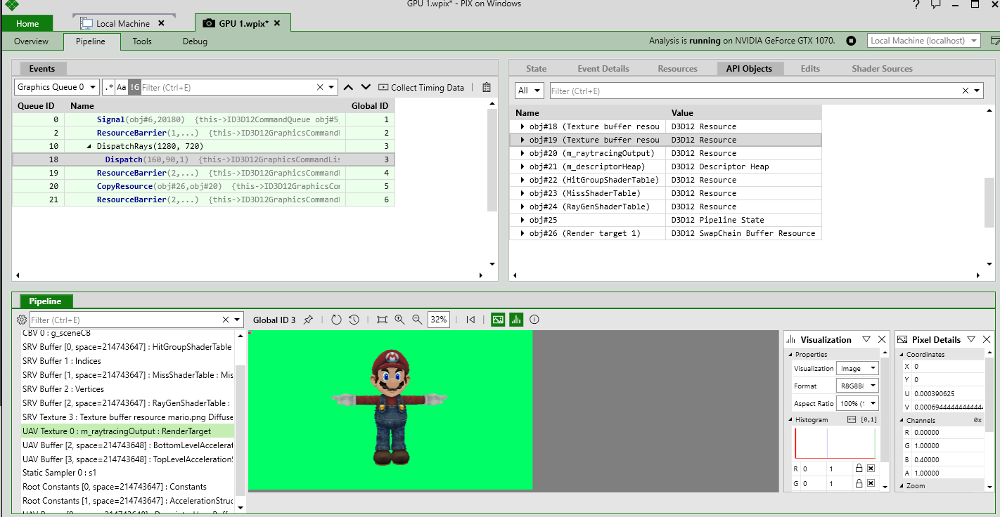 GPU 1.wpix* - PIX on Windows
Home
Local Machine
GPU 1.wpix*
Overview Pipeline Tools Debug
Analysis is running on NVIDIA GeForce GTX 1070.
Local Machine (localhost)
Events
Graphics Queue 0 .* Aa !G Filter (Ctrl+E) Collect Timing Data
Queue ID Name Global ID
0 Signal(obj#6,20180) {this->ID3D12CommandQueue obj#5 1
2 ResourceBarrier(1,...) {this->ID3D12GraphicsCommandL 2
10 DispatchRays(1280, 720) 3
18 Dispatch(160,90,1) {this->ID3D12GraphicsCommandLis 3
19 ResourceBarrier(2,...) {this->ID3D12GraphicsCommandL 4
20 CopyResource(obj#26,obj#20) {this->ID3D12GraphicsCom 5
21 ResourceBarrier(2,...) {this->ID3D12GraphicsCommandL 6
State Event Details Resources API Objects Edits Shader Sources
All Filter (Ctrl+E)
Name Value
obj#18 (Texture buffer resou D3D12 Resource
obj#19 (Texture buffer resou D3D12 Resource
obj#20 (m_raytracingOutput) D3D12 Resource
obj#21 (m_descriptorHeap) D3D12 Descriptor Heap
obj#22 (HitGroupShaderTable) D3D12 Resource
obj#23 (MissShaderTable) D3D12 Resource
obj#24 (RayGenShaderTable) D3D12 Resource
obj#25 D3D12 Pipeline State
obj#26 (Render target 1) D3D12 SwapChain Buffer Resource
Pipeline
Filter (Ctrl+E)
Global ID 3
32%
CBV 0 : g_sceneCB
SRV Buffer [0, space=214743647] : HitGroupShaderTable
SRV Buffer 1 : Indices
SRV Buffer [1, space=214743647] : MissShaderTable : Mis
SRV Buffer 2 : Vertices
SRV Buffer [2, space=214743647] : RayGenShaderTable :
SRV Texture 3 : Texture buffer resource mario.png Diffuse
UAV Texture 0 : m_raytracingOutput : RenderTarget
UAV Buffer [2, space=214743648] : BottomLevelAccelerat
UAV Buffer [3, space=214743648] : TopLevelAcceleration
Static Sampler 0 : s1
Root Constants [0, space=214743647] : Constants
Root Constants [1, space=214743647] : AccelerationStruc
M
Visualization
Properties
Visualization Image
Format R8G8B8
Aspect Ratio 100% (1
Histogram [0,1]
R 0 1
G 0 1
Pixel Details
Coordinates
X 0
Y 0
U 0.000390625
V 0.00069444444444444
Channels 0x
R 0.00000
G 1.00000
B 0.40000
A 1.00000
Zoom